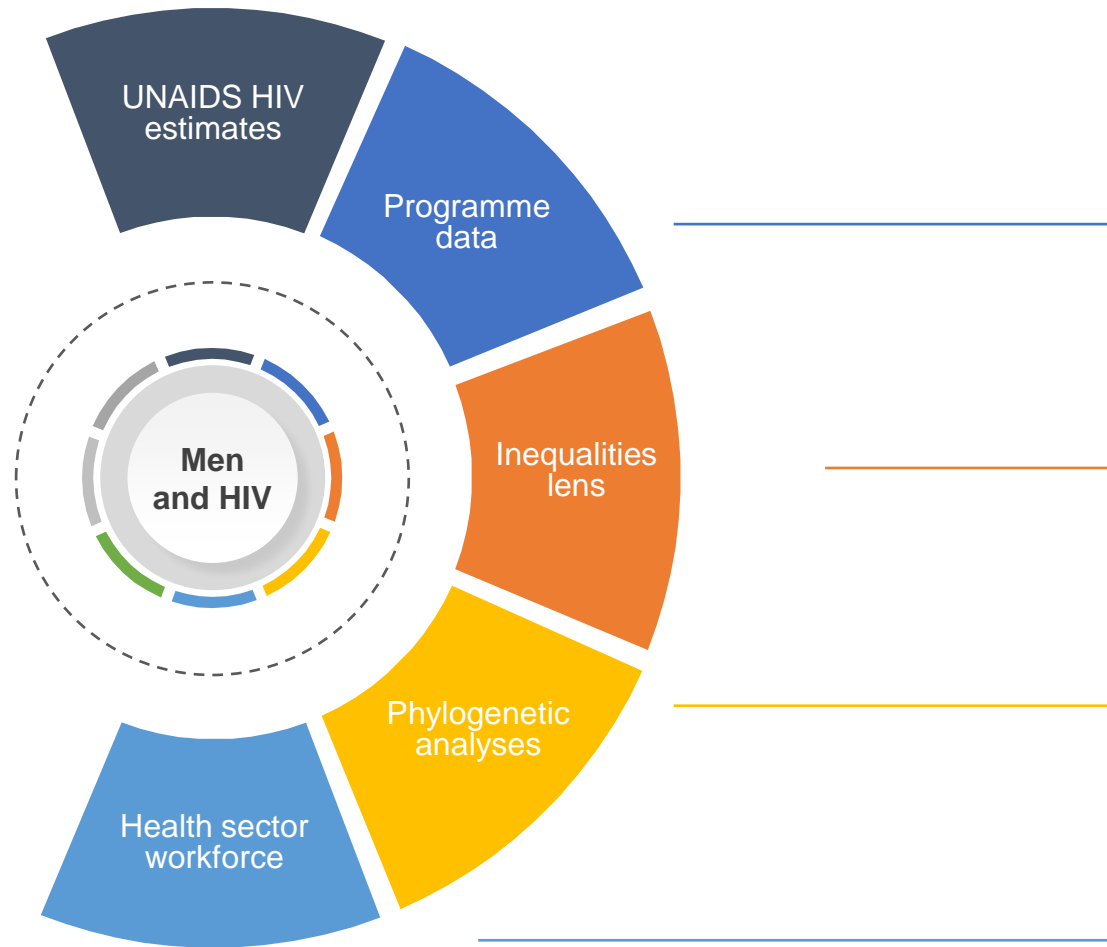 UNAIDS HIV
estimates
Programme
data
Inequalities
lens
Men
and HIV
Phylogenetic
analyses
Health sector
workforce